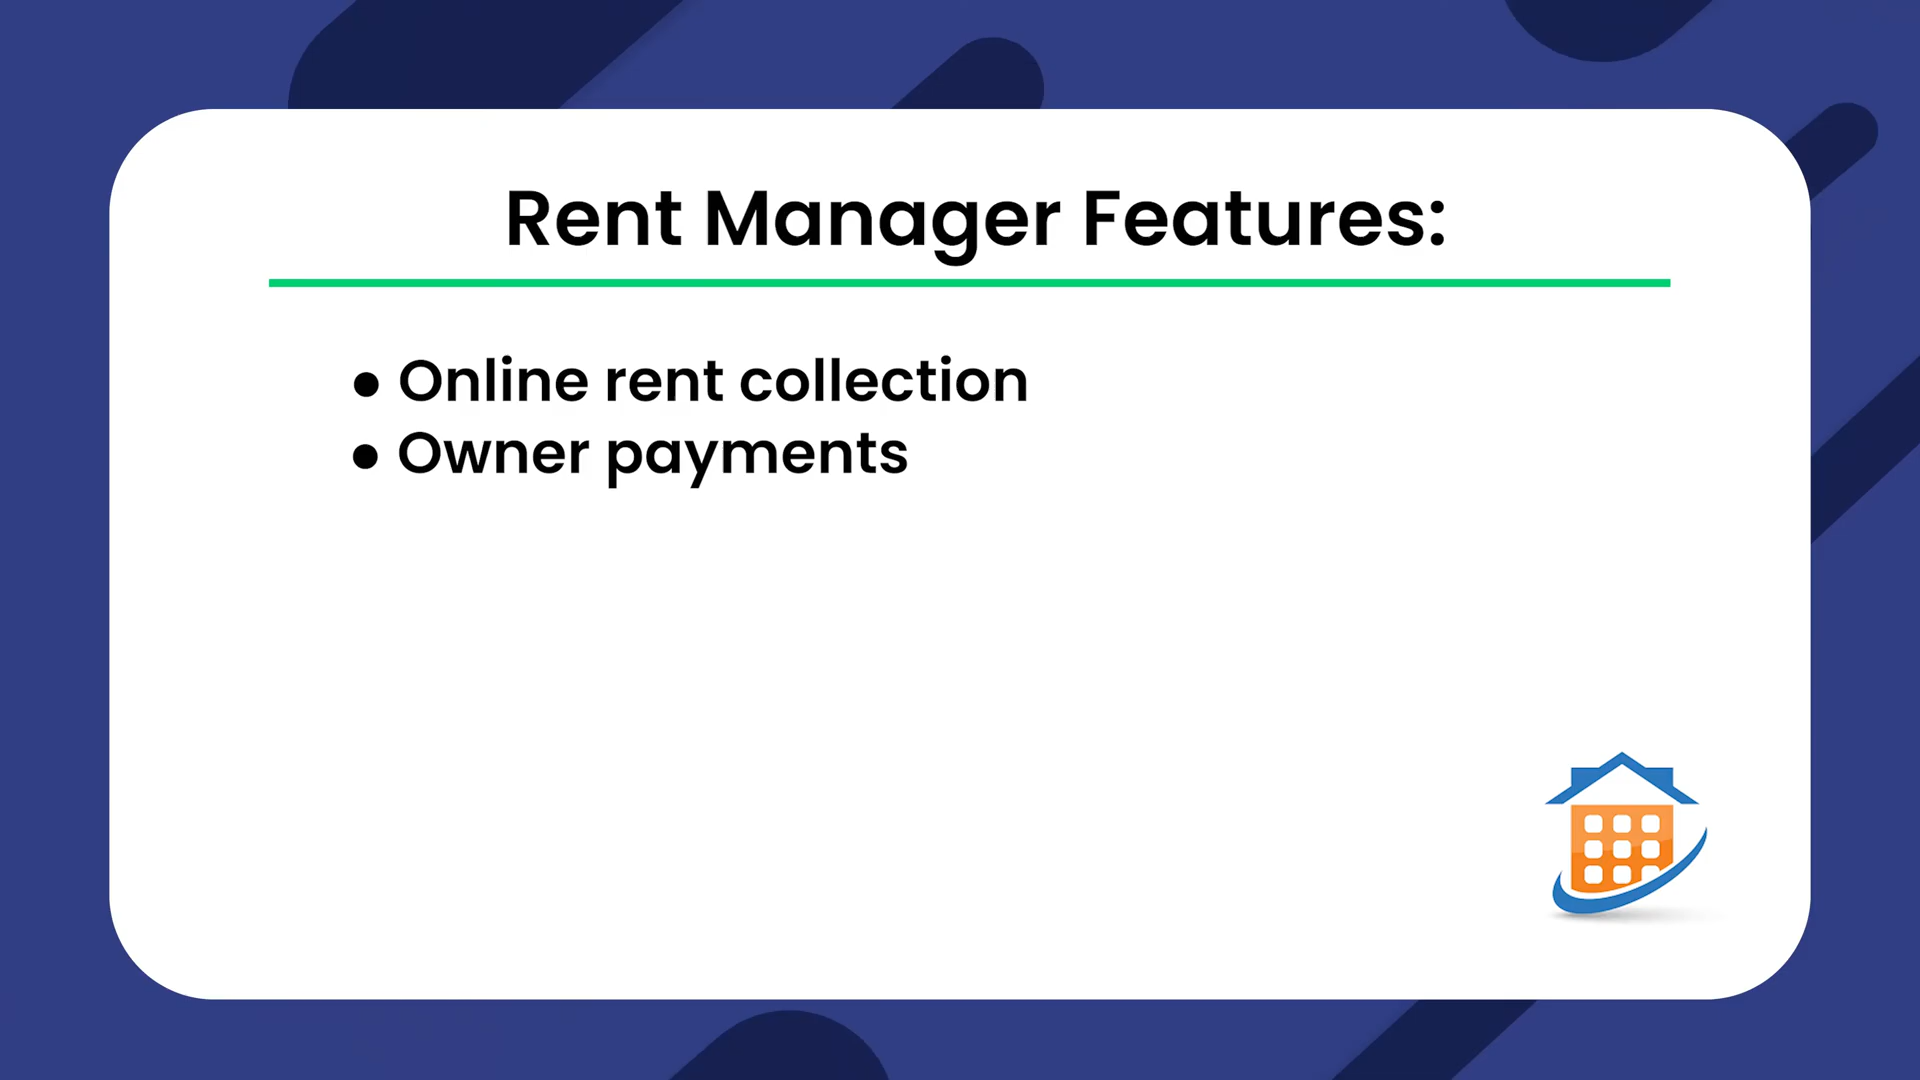 Rent Manager Features:
● Online rent collection
● Owner payments